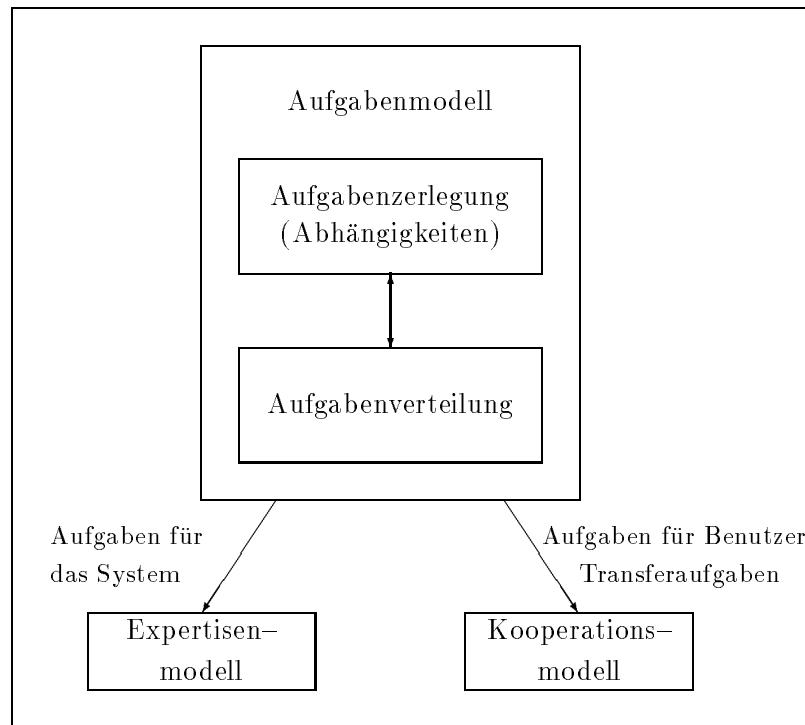 Aufgabenmodell
Aufgabenzerlegung
(Abhängigkeiten)
Aufgabenverteilung
Aufgaben für
das System
Aufgaben für Benutzer
Transferaufgaben
Expertisen–
modell
Kooperations–
modell